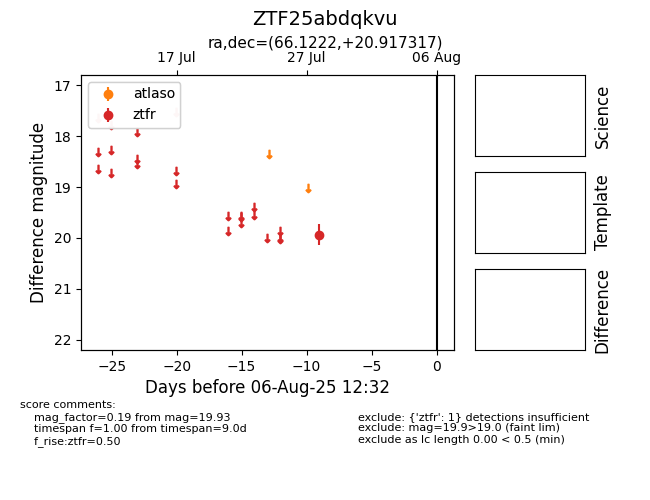 ZTF25abdqkvu
ra,dec=(66.1222,+20.917317)
17 Jul 27 Jul 06 Aug
atlaso
ztfr
17
18
19
20
21
22
Difference magnitude
−25 −20 −15 −10 −5 0
Days before 06-Aug-25 12:32
Science
Template
Difference
score comments:
mag_factor=0.19 from mag=19.93
timespan f=1.00 from timespan=9.0d
f_rise:ztfr=0.50
exclude: {'ztfr': 1} detections insufficient
exclude: mag=19.9>19.0 (faint lim)
exclude as lc length 0.00 < 0.5 (min)